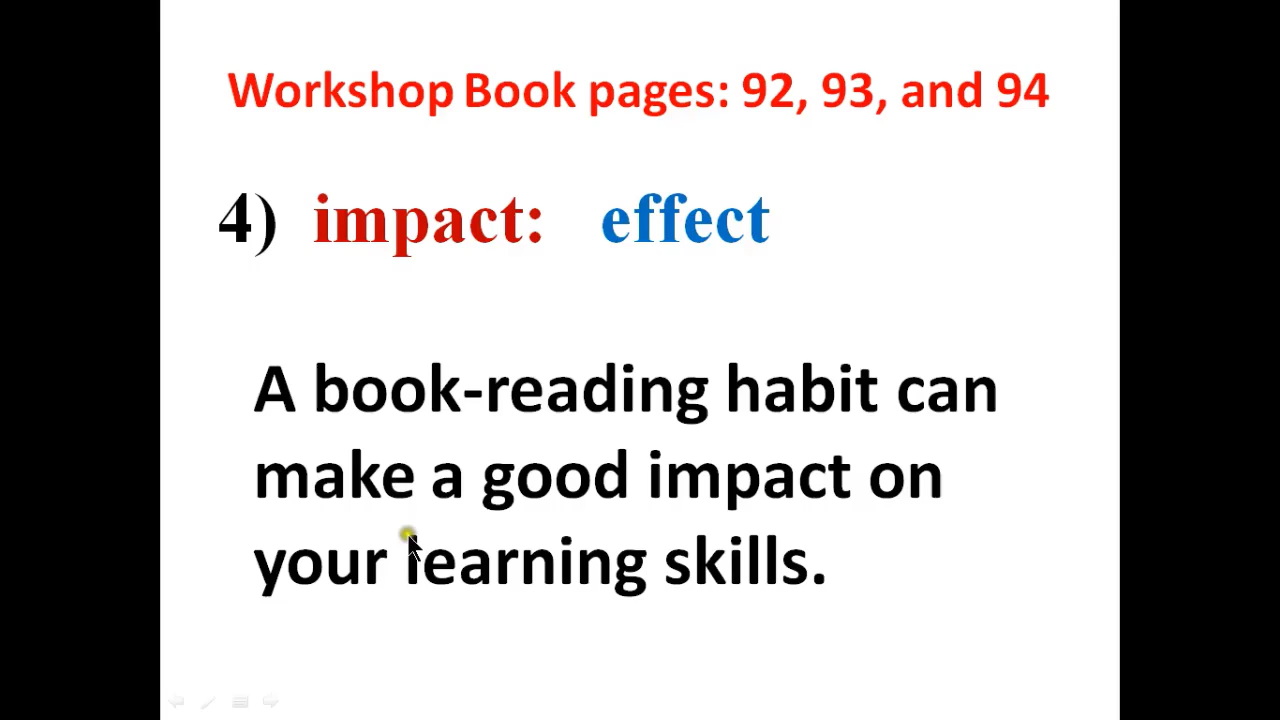 Workshop Book pages: 92, 93, and 94
4) impact: effect
A book-reading habit can
make a good impact on
your learning skills.